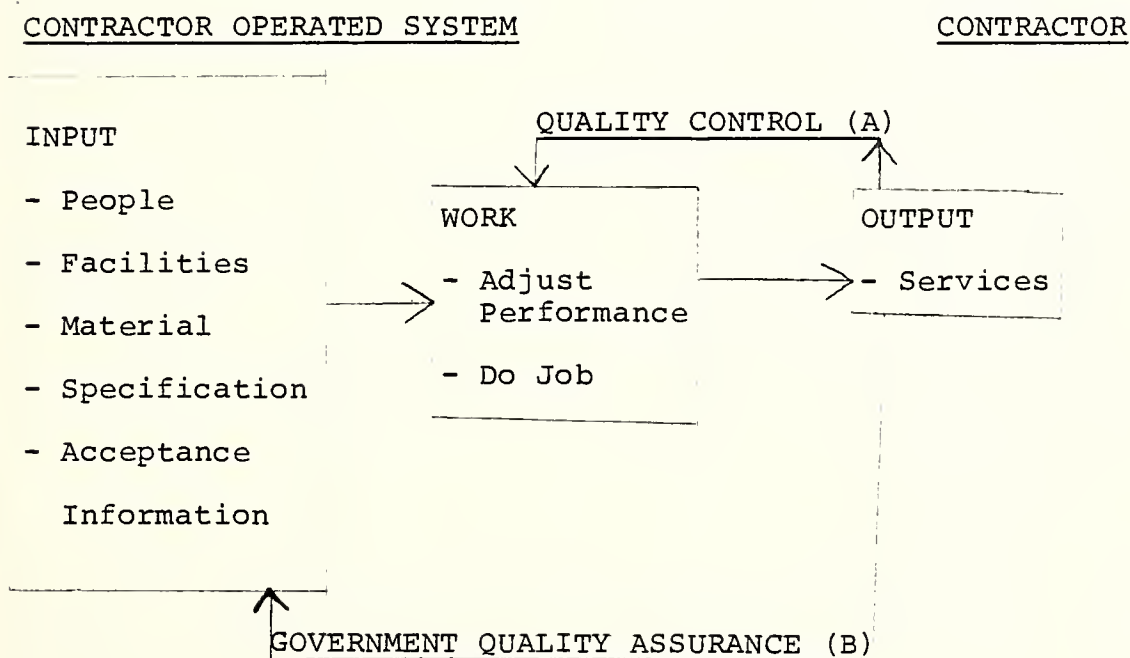 CONTRACTOR OPERATED SYSTEM
CONTRACTOR
INPUT
- People
- Facilities
- Material
- Specification
- Acceptance
Information
QUALITY CONTROL (A)
WORK
- Adjust
Performance
- Do Job
OUTPUT
- Services
GOVERNMENT QUALITY ASSURANCE (B)